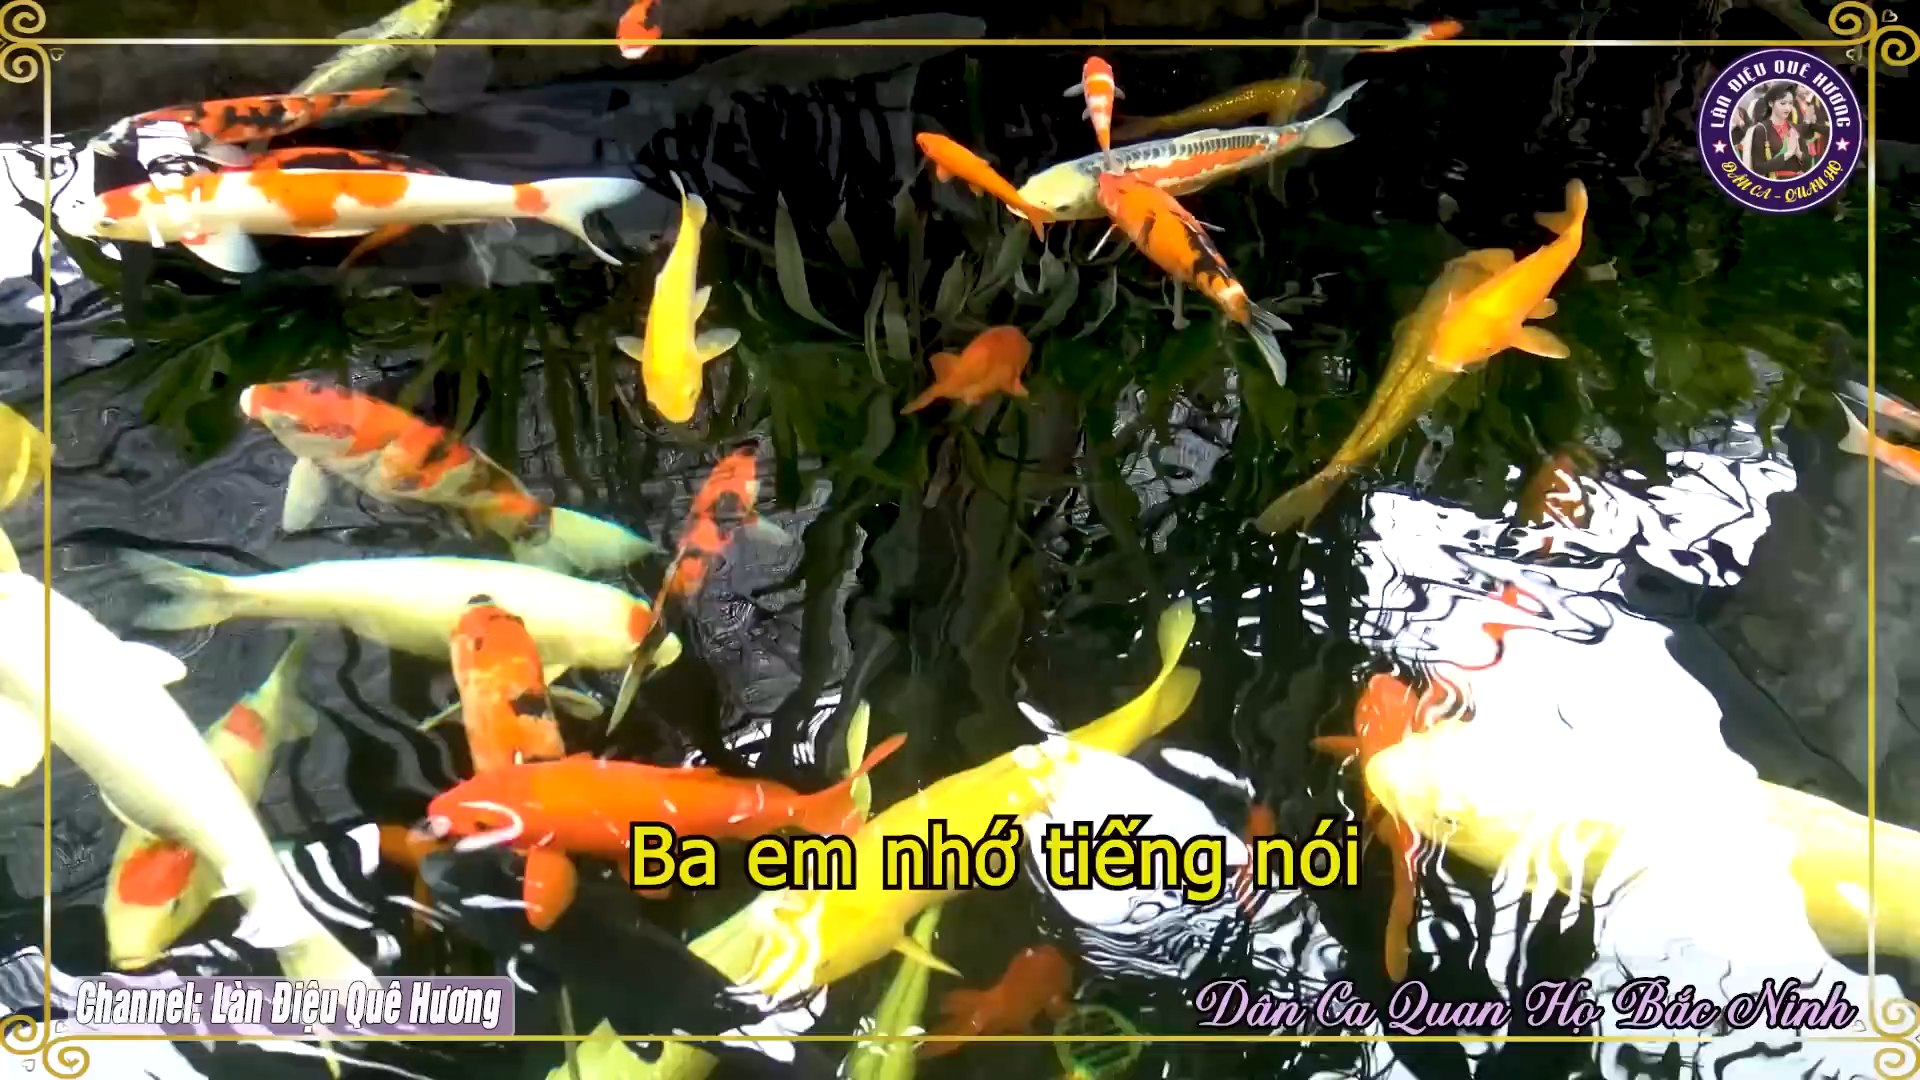 LÀN ĐIỆU QUÊ HƯƠNG
DÂN CA - QUAN HỌ
Ba em nhớ tiếng nói
Channel: Làn Điệu Quê Hương
Dân Ca Quan Họ Bắc Ninh